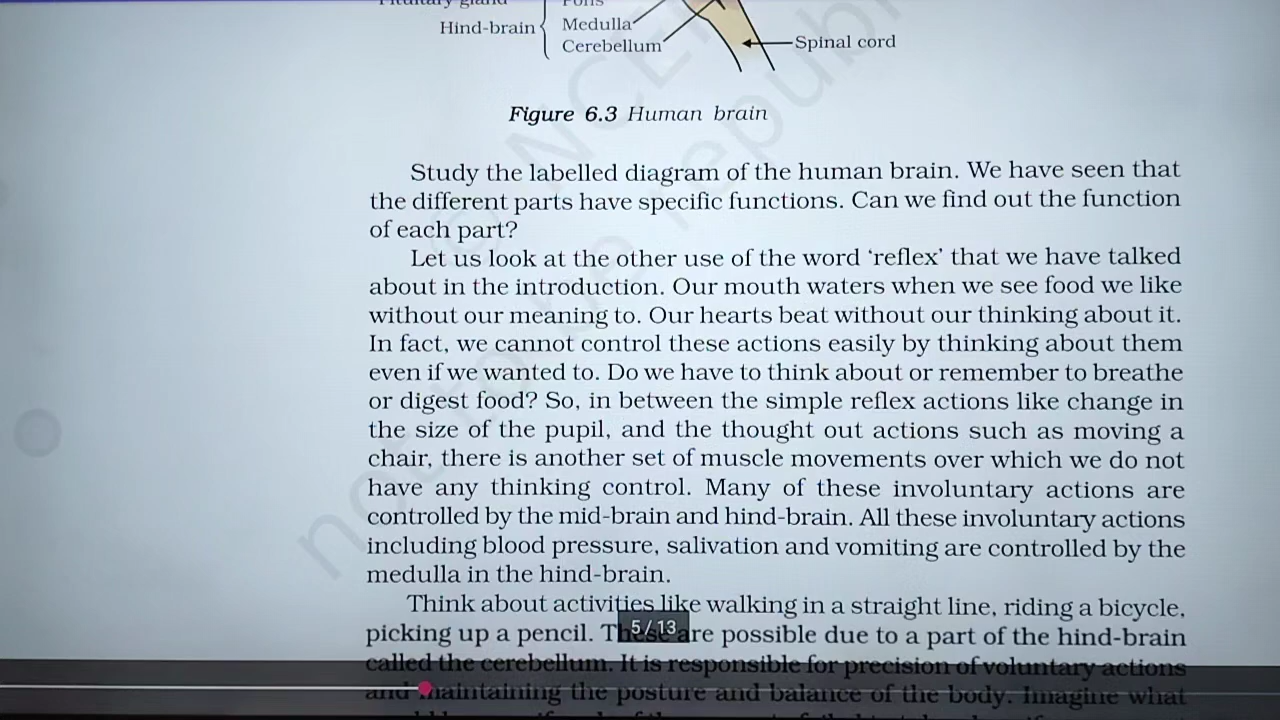 Pituitary gland
Pons
Hind-brain
Medulla
Cerebellum
Spinal cord
Figure 6.3 Human brain
Study the labelled diagram of the human brain. We have seen that
the different parts have specific functions. Can we find out the function
of each part?
Let us look at the other use of the word ‘reflex’ that we have talked
about in the introduction. Our mouth waters when we see food we like
without our meaning to. Our hearts beat without our thinking about it.
In fact, we cannot control these actions easily by thinking about them
even if we wanted to. Do we have to think about or remember to breathe
or digest food? So, in between the simple reflex actions like change in
the size of the pupil, and the thought out actions such as moving a
chair, there is another set of muscle movements over which we do not
have any thinking control. Many of these involuntary actions are
controlled by the mid-brain and hind-brain. All these involuntary actions
including blood pressure, salivation and vomiting are controlled by the
medulla in the hind-brain.
Think about activities like walking in a straight line, riding a bicycle,
picking up a pencil. These are possible due to a part of the hind-brain
5/13
called the cerebellum. It is responsible for precision of voluntary actions
and maintaining the posture and balance of the body. Imagine what
© NCE
not to be republ